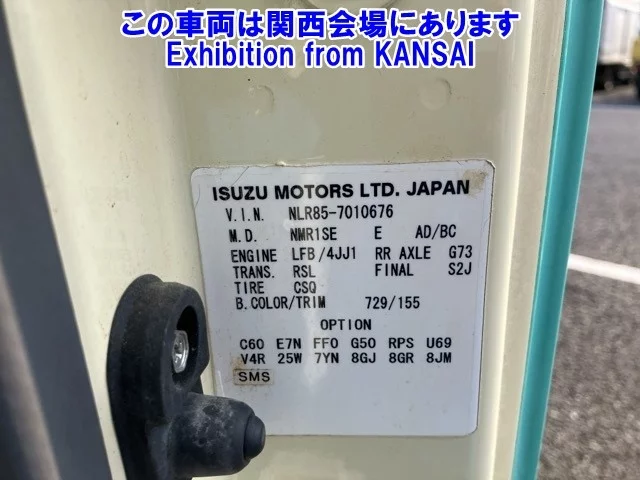 この車両は関西会場にあります
Exhibition from KANSAI
ISUZU MOTORS LTD. JAPAN
V.I.N. NLR85-7010676
M.D. NMR1SE E AD/BC
ENGINE LFB/4JJ1 RR AXLE G73
TRANS. RSL FINAL S2J
TIRE CSQ
B.COLOR/TRIM 729/155
OPTION
C60 E7N FF0 G50 RPS U69
V4R 25W 7YN 8GJ 8GR 8JM
SMS